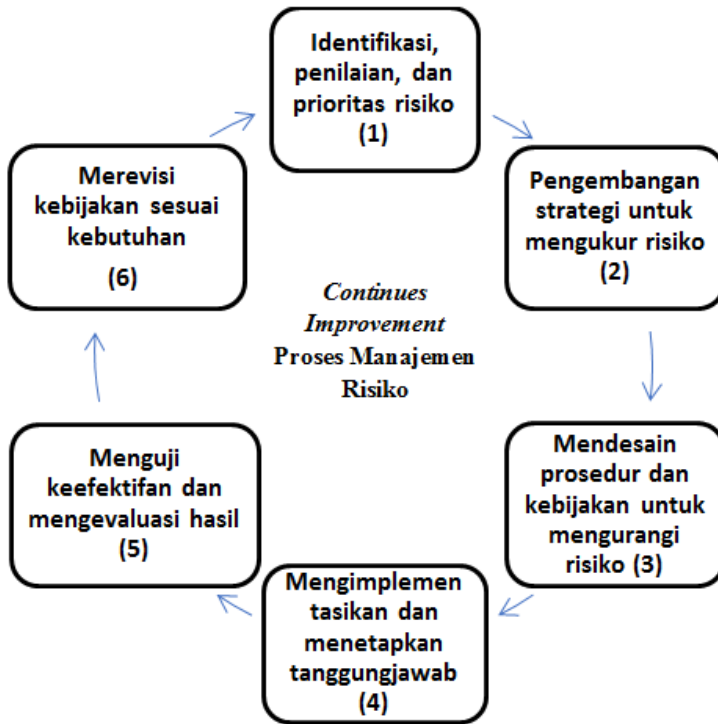 Identifikasi,
penilaian, dan
prioritas risiko
(1)
Pengembangan
strategi untuk
mengukur risiko
(2)
Mendesain
prosedur dan
kebijakan untuk
mengurangi
risiko (3)
Mengimplemen
tasikan dan
menetapkan
tanggungjawab
(4)
Menguji
keefektifan dan
mengevaluasi hasil
(5)
Merevisi
kebijakan sesuai
kebutuhan
(6)
Continues
Improvement
Proses Manajemen
Risiko